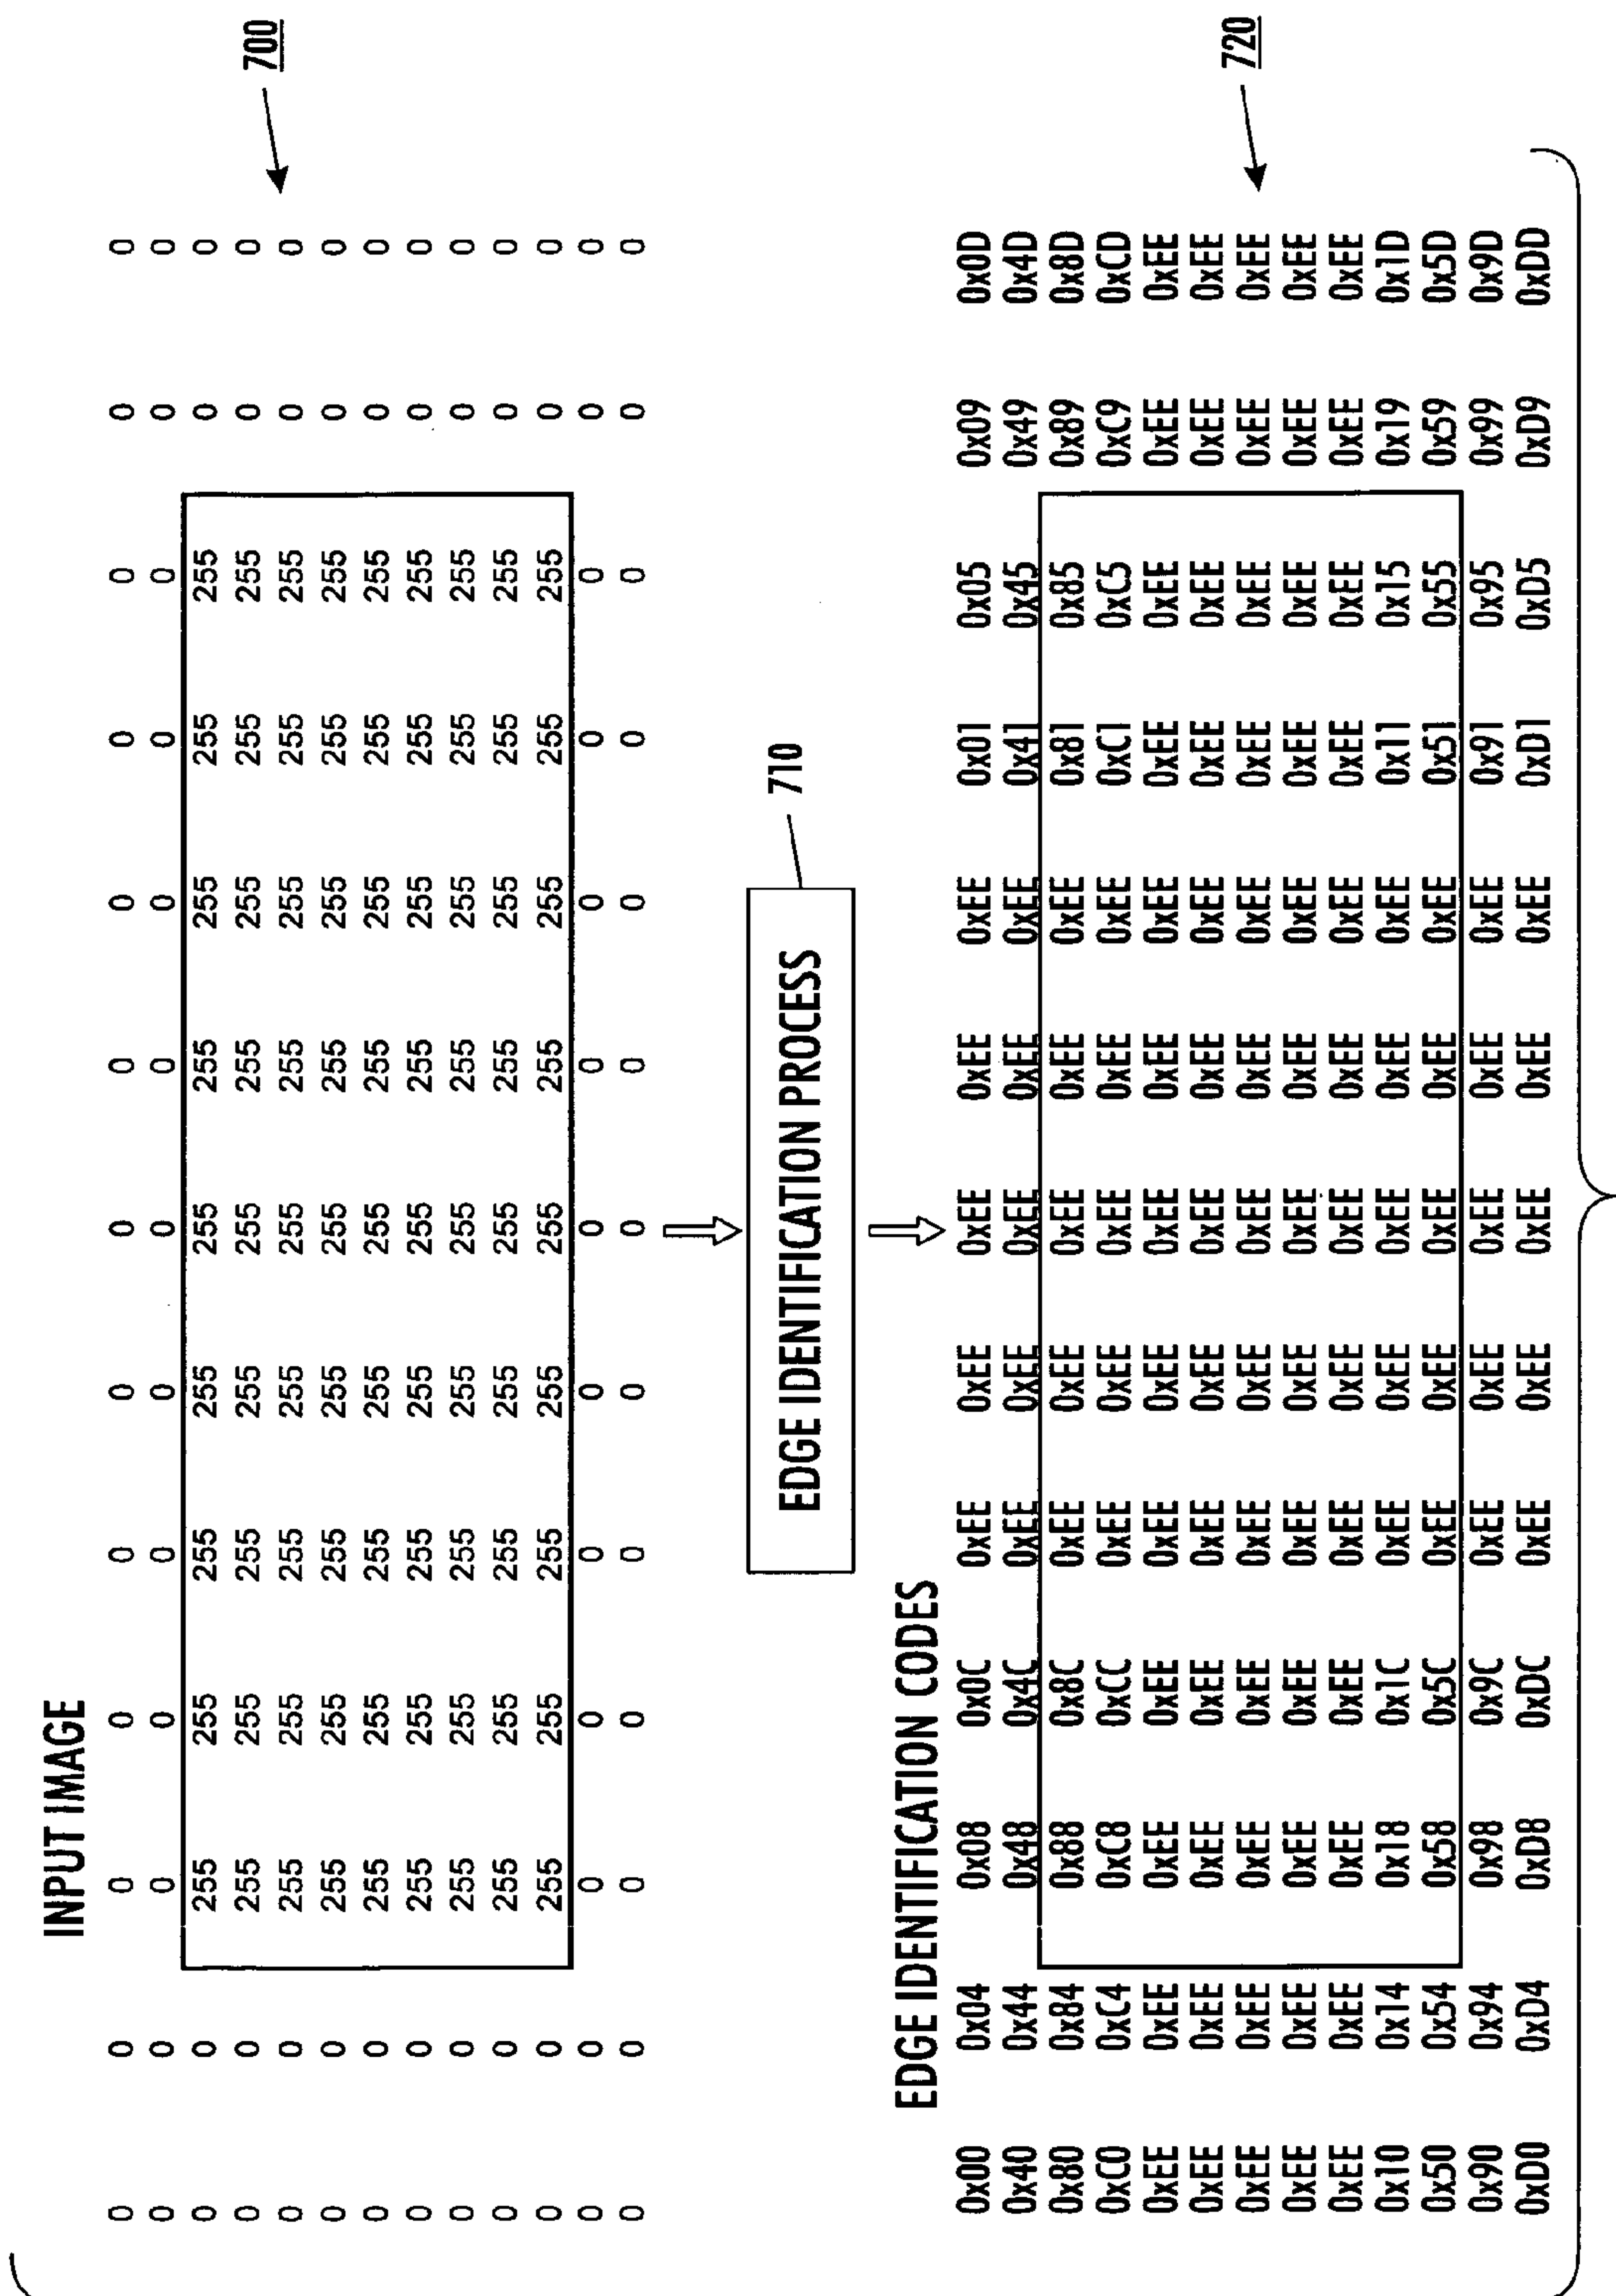 INPUT IMAGE
0 0 0 0 0 0 0 0 0 0 0 0 0
0 0 0 0 0 0 0 0 0 0 0 0 0
0 0 255 255 255 255 255 255 255 255 255 0 0
0 0 255 255 255 255 255 255 255 255 255 0 0 700
0 0 255 255 255 255 255 255 255 255 255 0 0
0 0 255 255 255 255 255 255 255 255 255 0 0
0 0 255 255 255 255 255 255 255 255 255 0 0
0 0 255 255 255 255 255 255 255 255 255 0 0
0 0 255 255 255 255 255 255 255 255 255 0 0
0 0 255 255 255 255 255 255 255 255 255 0 0
0 0 255 255 255 255 255 255 255 255 255 0 0
0 0 0 0 0 0 0 0 0 0 0 0 0
0 0 0 0 0 0 0 0 0 0 0 0 0
EDGE IDENTIFICATION PROCESS 710
EDGE IDENTIFICATION CODES
0x00 0x04 0x08 0x0C 0xEE 0xEE 0xEE 0xEE 0xEE 0x01 0x05 0x09 0x0D
0x40 0x44 0x48 0x4C 0xEE 0xEE 0xEE 0xEE 0xEE 0x41 0x45 0x49 0x4D
0x80 0x84 0x88 0x8C 0xEE 0xEE 0xEE 0xEE 0xEE 0x81 0x85 0x89 0x8D
0xC0 0xC4 0xC8 0xCC 0xEE 0xEE 0xEE 0xEE 0xEE 0xC1 0xC5 0xC9 0xCD
0xEE 0xEE 0xEE 0xEE 0xEE 0xEE 0xEE 0xEE 0xEE 0xEE 0xEE 0xEE 0xEE
0xEE 0xEE 0xEE 0xEE 0xEE 0xEE 0xEE 0xEE 0xEE 0xEE 0xEE 0xEE 0xEE
0xEE 0xEE 0xEE 0xEE 0xEE 0xEE 0xEE 0xEE 0xEE 0xEE 0xEE 0xEE 0xEE 720
0xEE 0xEE 0xEE 0xEE 0xEE 0xEE 0xEE 0xEE 0xEE 0xEE 0xEE 0xEE 0xEE
0xEE 0xEE 0xEE 0xEE 0xEE 0xEE 0xEE 0xEE 0xEE 0xEE 0xEE 0xEE 0xEE
0x10 0x14 0x18 0x1C 0xEE 0xEE 0xEE 0xEE 0xEE 0x11 0x15 0x19 0x1D
0x50 0x54 0x58 0x5C 0xEE 0xEE 0xEE 0xEE 0xEE 0x51 0x55 0x59 0x5D
0x90 0x94 0x98 0x9C 0xEE 0xEE 0xEE 0xEE 0xEE 0x91 0x95 0x99 0x9D
0xD0 0xD4 0xD8 0xDC 0xEE 0xEE 0xEE 0xEE 0xEE 0xD1 0xD5 0xD9 0xDD